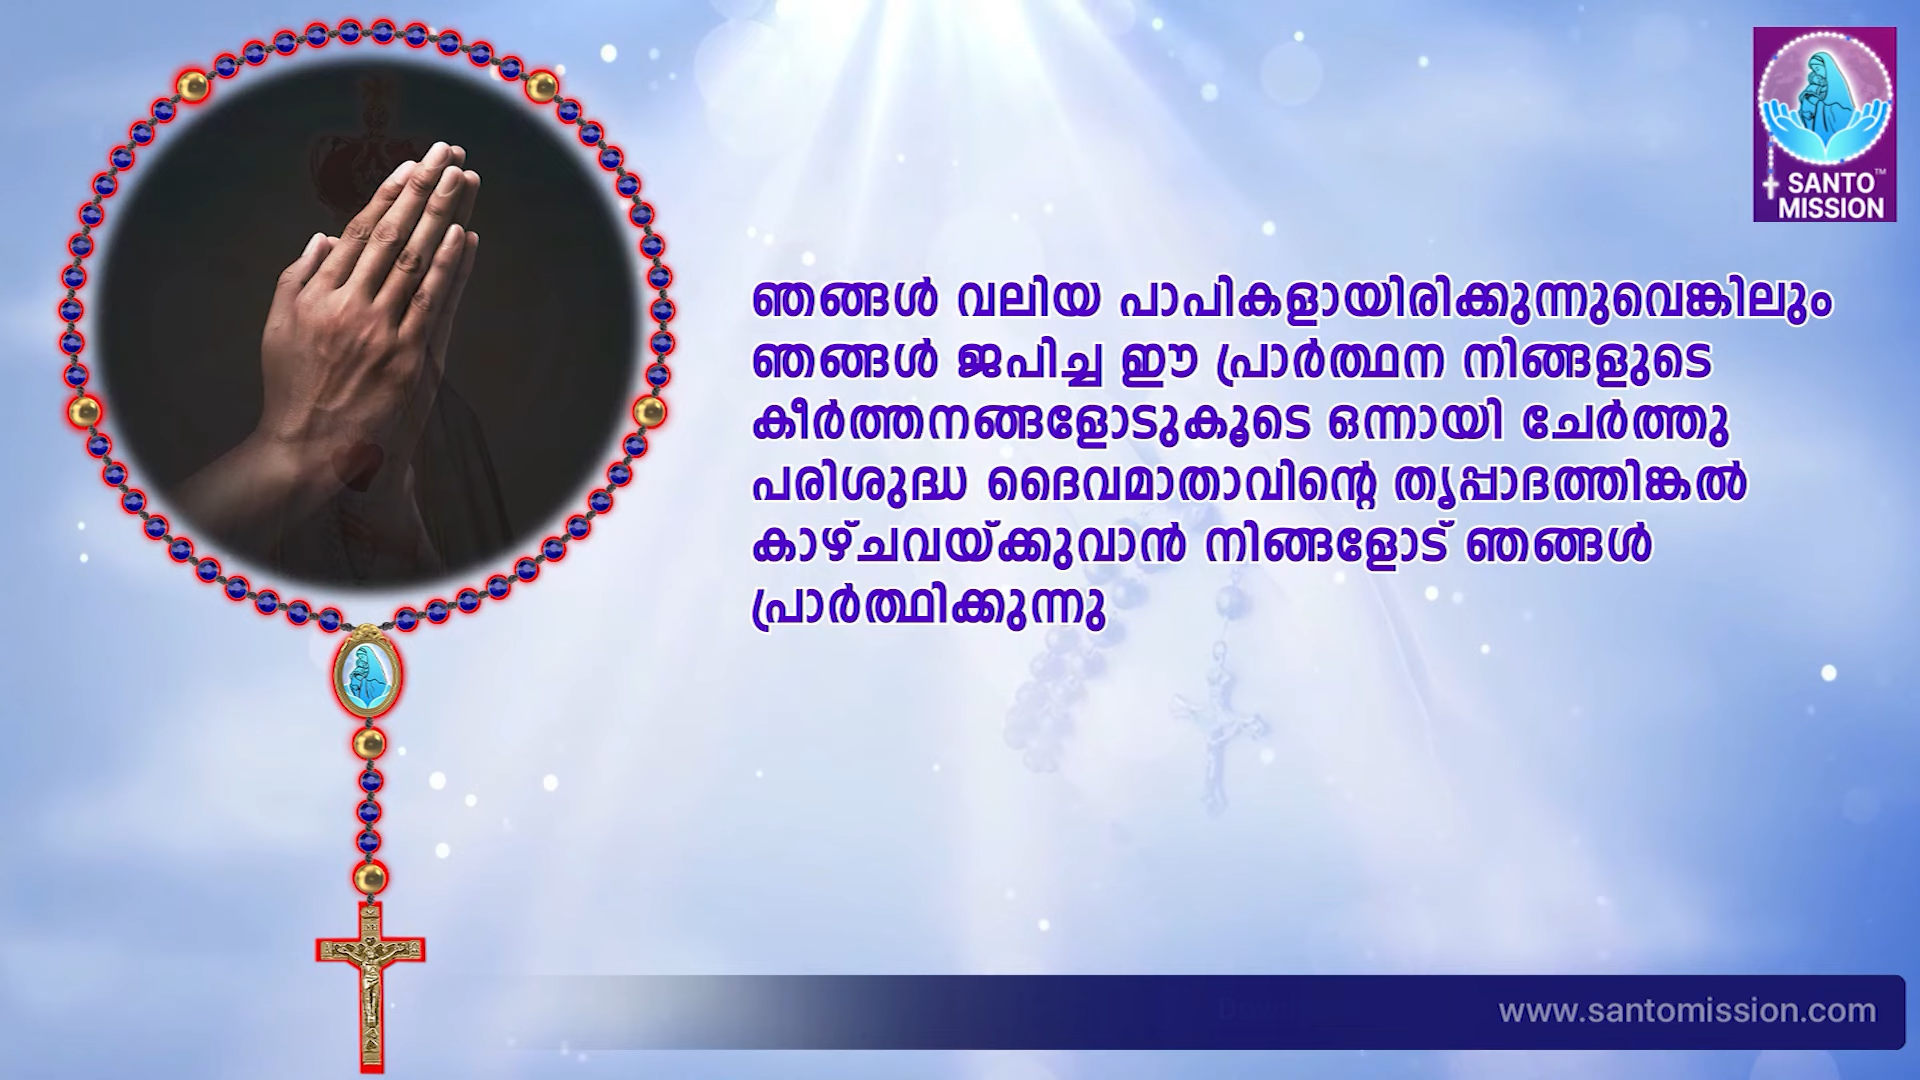 SANTO™
MISSION
ഞങ്ങൾ വലിയ പാപികളായിരിക്കുന്നുവെങ്കിലും
ഞങ്ങൾ ജപിച്ച ഈ പ്രാർത്ഥന നിങ്ങളുടെ
കീർത്തനങ്ങളോടുകൂടെ ഒന്നായി ചേർത്തു
പരിശുദ്ധ ദൈവമാതാവിന്റെ തൃപ്പാദത്തിങ്കൽ
കാഴ്ചവയ്ക്കുവാൻ നിങ്ങളോട് ഞങ്ങൾ
പ്രാർത്ഥിക്കുന്നു
www.santomission.com